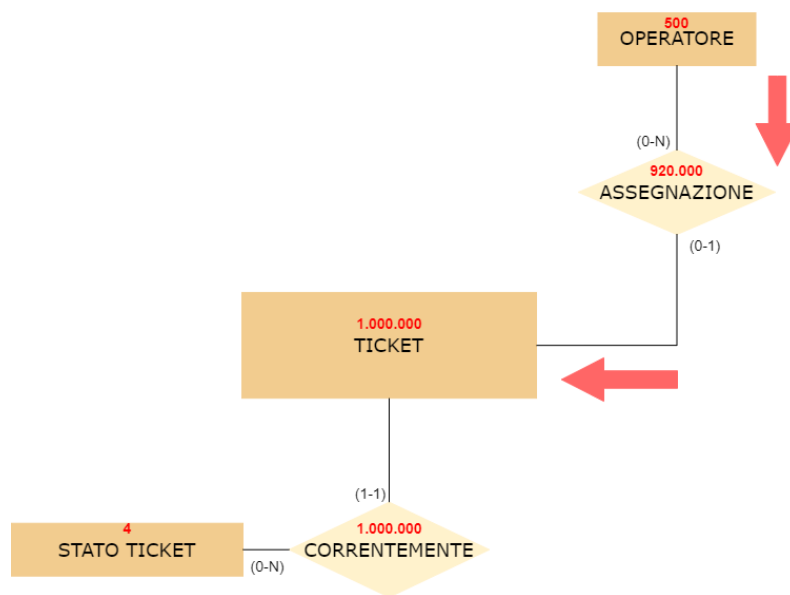 500
OPERATORE
(0-N)
920.000
ASSEGNAZIONE
(0-1)
1.000.000
TICKET
(1-1)
4
STATO TICKET
(0-N)
1.000.000
CORRENTEMENTE